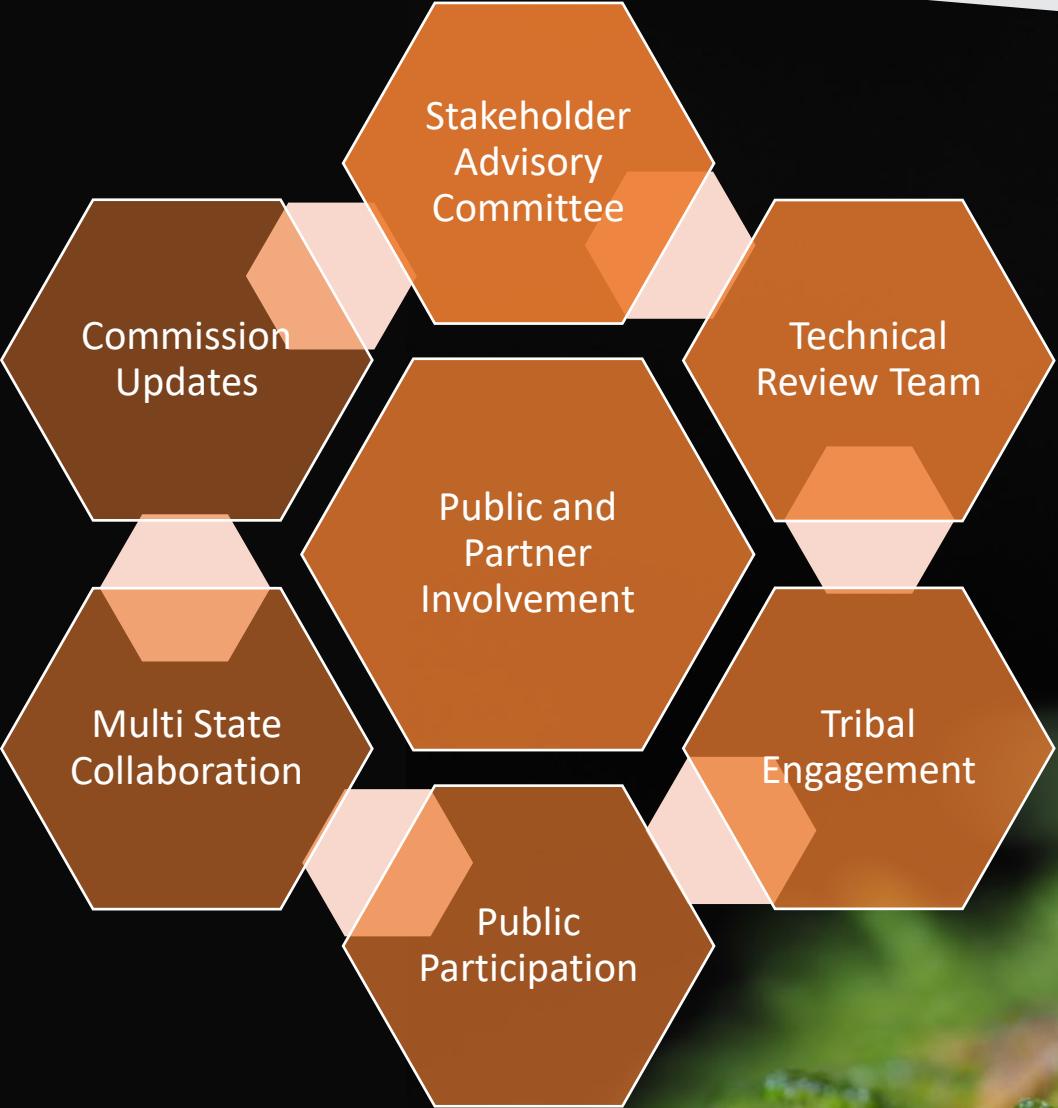 Stakeholder
Advisory
Committee
Commission
Updates
Technical
Review Team
Public and
Partner
Involvement
Multi State
Collaboration
Tribal
Engagement
Public
Participation